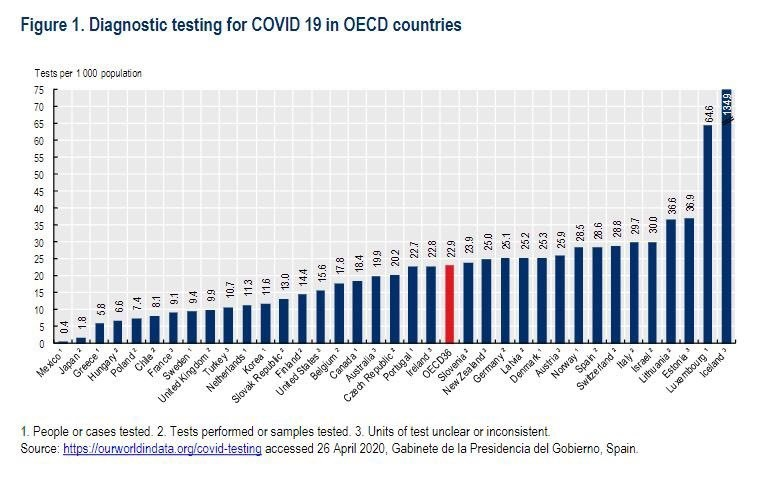 Figure 1. Diagnostic testing for COVID 19 in OECD countries
Tests per 1 000 population
75
70
65
60
55
50
45
40
35
30
25
20
15
10
5
0
0.4
1.8
5.8
6.6
7.4
8.1
9.1
9.4
9.9
10.7
11.3
11.6
13.0
14.4
15.6
17.8
18.4
19.9
20.2
22.7
22.8
22.9
23.9
25.0
25.1
25.2
25.3
25.9
28.5
28.6
28.8
29.7
30.0
36.6
36.9
64.6
134.9
Mexico
Japan
Greece
Hungary
Poland
Chile
France
Sweden
United Kingdom
Turkey
Netherlands
Korea
Slovak Republic
Finland
United States
Belgium
Canada
Australia
Czech Republic
Portugal
Ireland
OECD36
Slovenia
New Zealand
Germany
Latvia
Denmark
Austria
Norway
Spain
Switzerland
Italy
Israel
Lithuania
Estonia
Luxembourg
Iceland
1. People or cases tested. 2. Tests performed or samples tested. 3. Units of test unclear or inconsistent.
Source: https://ourworldindata.org/covid-testing accessed 26 April 2020, Gabinete de la Presidencia del Gobierno, Spain.